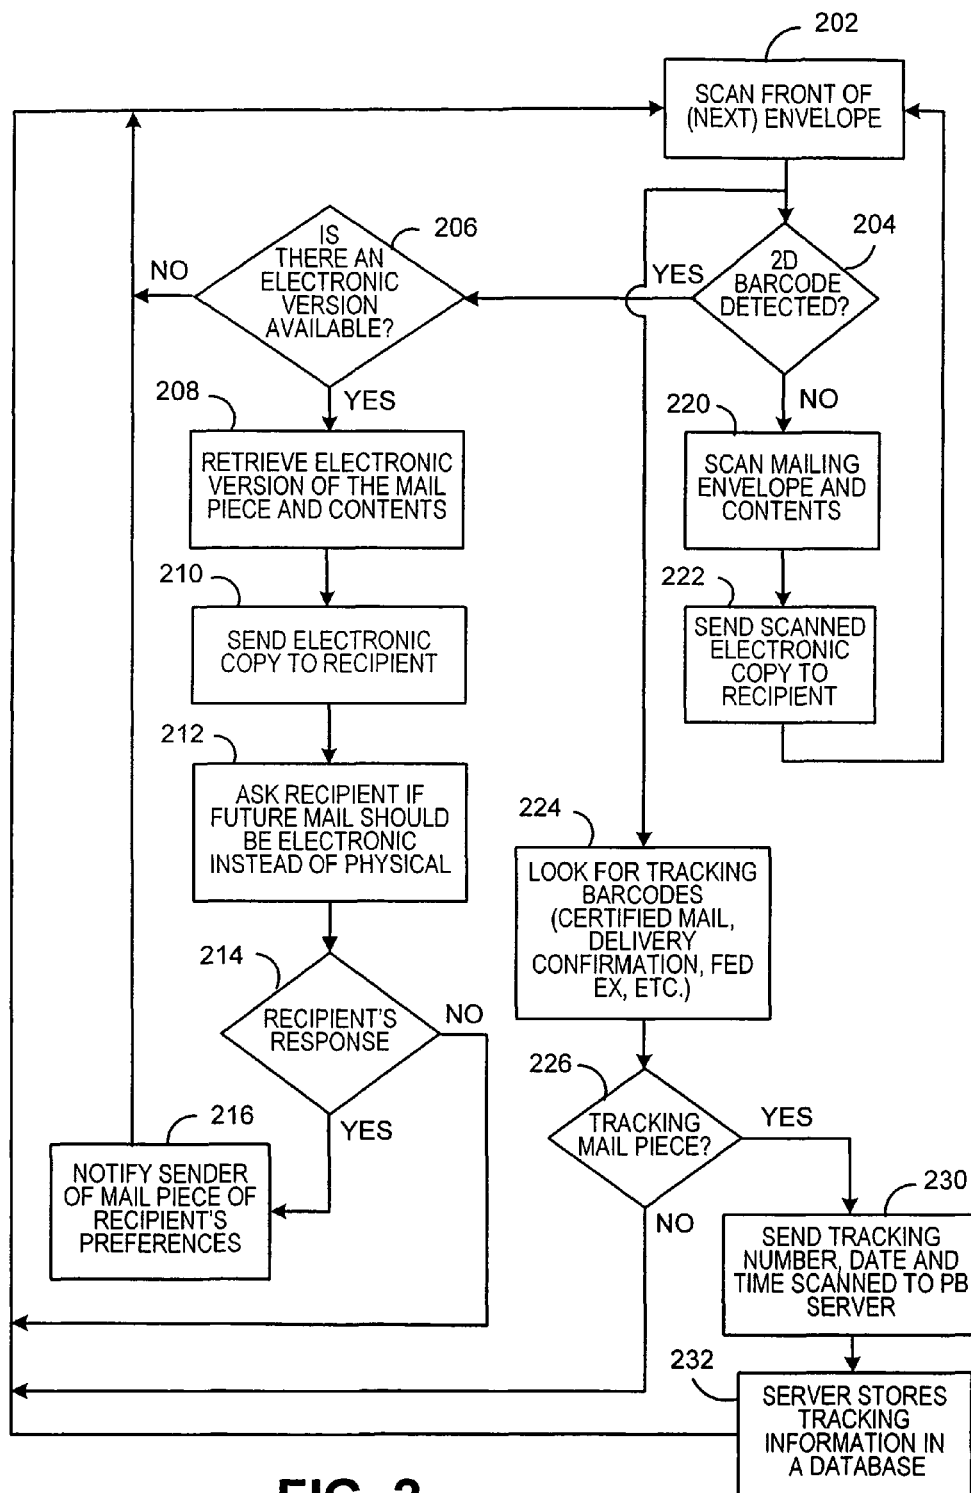 202
SCAN FRONT OF
(NEXT) ENVELOPE
204
2D
BARCODE
DETECTED?
YES
NO
206
IS
THERE AN
ELECTRONIC
VERSION
AVAILABLE?
NO
YES
208
RETRIEVE ELECTRONIC
VERSION OF THE MAIL
PIECE AND CONTENTS
210
SEND ELECTRONIC
COPY TO RECIPIENT
212
ASK RECIPIENT IF
FUTURE MAIL SHOULD
BE ELECTRONIC
INSTEAD OF PHYSICAL
214
RECIPIENT'S
RESPONSE
NO
YES
216
NOTIFY SENDER
OF MAIL PIECE OF
RECIPIENT'S
PREFERENCES
220
SCAN MAILING
ENVELOPE AND
CONTENTS
222
SEND SCANNED
ELECTRONIC
COPY TO
RECIPIENT
224
LOOK FOR TRACKING
BARCODES
(CERTIFIED MAIL,
DELIVERY
CONFIRMATION, FED
EX, ETC.)
226
TRACKING
MAIL PIECE?
YES
NO
230
SEND TRACKING
NUMBER, DATE AND
TIME SCANNED TO PB
SERVER
232
SERVER STORES
TRACKING
INFORMATION IN
A DATABASE
FIG.